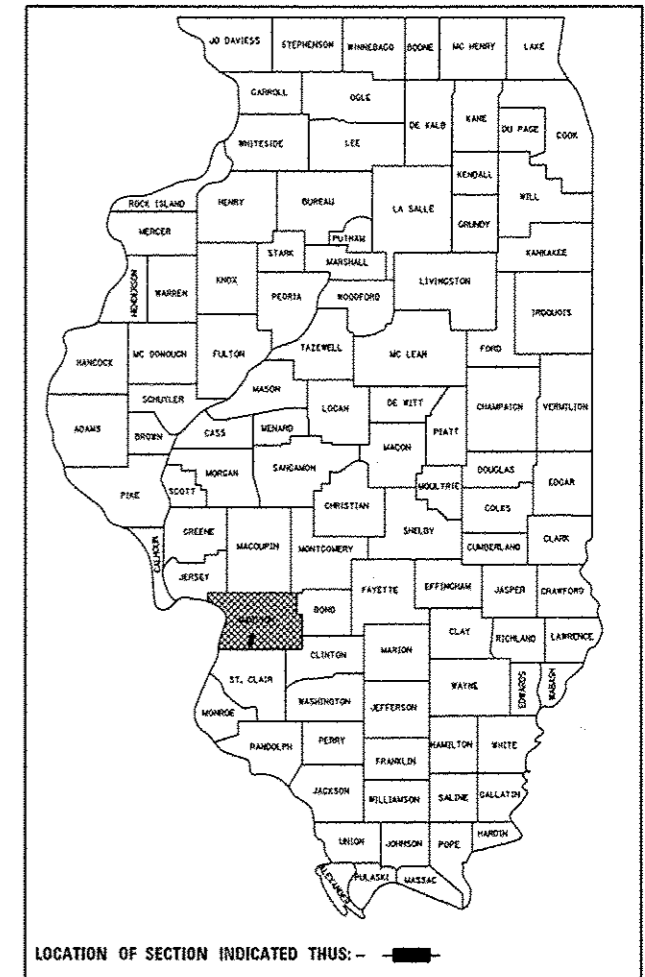 JO DAVIESS STEPHENSON WINNEBAGO BOONE MC HENRY LAKE
CARROLL OGLE
DE KALB KANE DU PAGE COOK
WHITESIDE LEE
KENDALL WILL
ROCK ISLAND HENRY BUREAU LA SALLE GRUNDY
MERCER PUTNAM
STARK MARSHALL KANKAKEE
HENDERSON WARREN KNOX PEORIA WOODFORD LIVINGSTON
IROQUOIS
HANCOCK MC DONOUGH FULTON TAZEWELL MC LEAN FORD
MASON
SCHUYLER LOGAN DE WITT CHAMPAIGN VERMILION
ADAMS BROWN CASS MENARD MACON PIATT
PIKE SCOTT MORGAN SANGAMON CHRISTIAN MOULTRIE DOUGLAS EDGAR
COLES
CALHOUN GREENE MACOUPIN MONTGOMERY SHELBY CUMBERLAND CLARK
JERSEY FAYETTE EFFINGHAM JASPER CRAWFORD
BOND
CLINTON MARION CLAY RICHLAND LAWRENCE
ST. CLAIR WAYNE EDWARDS WABASH
MONROE WASHINGTON JEFFERSON
RANDOLPH PERRY HAMILTON WHITE
FRANKLIN
JACKSON WILLIAMSON SALINE GALLATIN
UNION JOHNSON POPE HARDIN
ALEXANDER PULASKI MASSAC
LOCATION OF SECTION INDICATED THUS: -